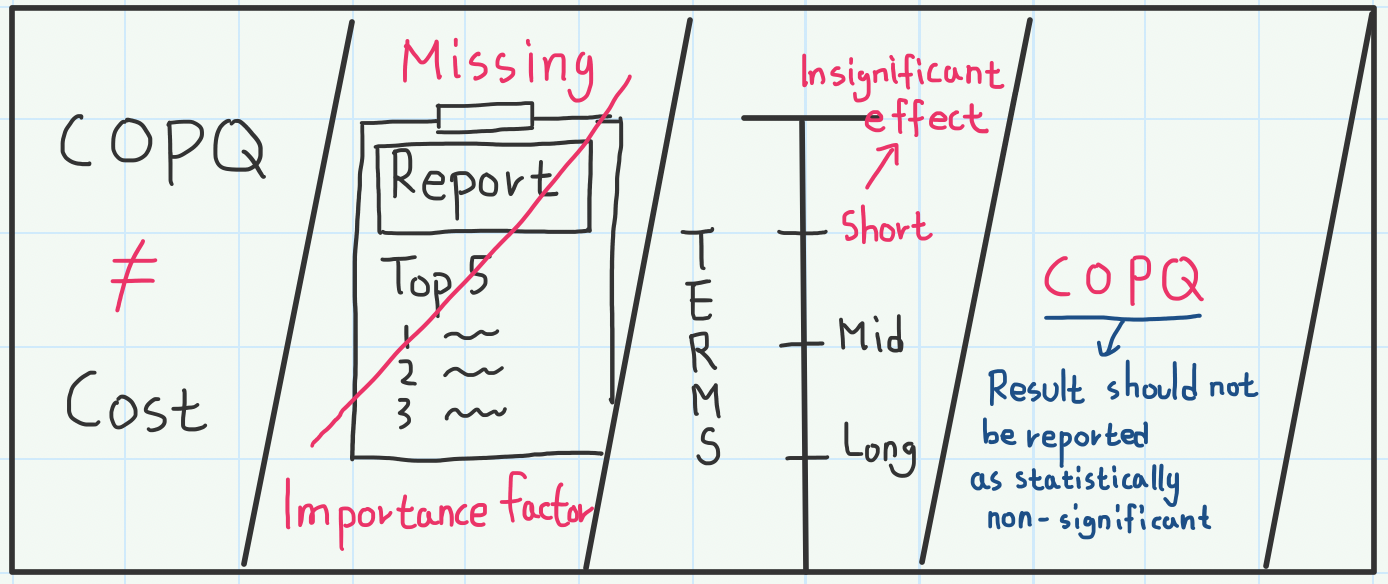 COPQ
≠
Cost
Missing
Report
Top 5
1
2
3
Importance factor
TERMS
Insignificant
effect
Short
Mid
Long
COPQ
Result should not
be reported
as statistically
non-significant